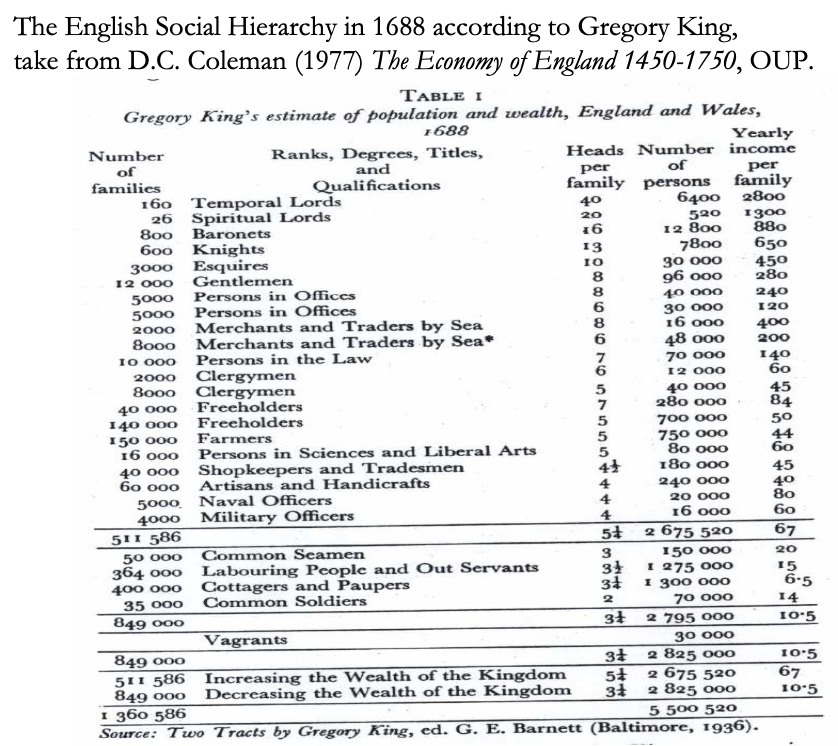 The English Social Hierarchy in 1688 according to Gregory King,
take from D.C. Coleman (1977) The Economy of England 1450-1750, OUP.
TABLE I
Gregory King's estimate of population and wealth, England and Wales,
1688
Number of families | Ranks, Degrees, Titles, and Qualifications | Heads per family | Number of persons | Yearly income per family
160 Temporal Lords 40 6400 2800
26 Spiritual Lords 20 520 1300
800 Baronets 16 12 800 880
600 Knights 13 7800 650
3000 Esquires 10 30 000 450
12 000 Gentlemen 8 96 000 280
5000 Persons in Offices 8 40 000 240
5000 Persons in Offices 6 30 000 120
2000 Merchants and Traders by Sea 8 16 000 400
8000 Merchants and Traders by Sea* 6 48 000 200
10 000 Persons in the Law 7 70 000 140
2000 Clergymen 6 12 000 60
8000 Clergymen 5 40 000 45
40 000 Freeholders 7 280 000 84
140 000 Freeholders 5 700 000 50
150 000 Farmers 5 750 000 44
16 000 Persons in Sciences and Liberal Arts 5 80 000 60
40 000 Shopkeepers and Tradesmen 4½ 180 000 45
60 000 Artisans and Handicrafts 4 240 000 40
5000 Naval Officers 4 20 000 80
4000 Military Officers 4 16 000 60
511 586 5¼ 2 675 520 67
50 000 Common Seamen 3 150 000 20
364 000 Labouring People and Out Servants 3½ 1 275 000 15
400 000 Cottagers and Paupers 3¼ 1 300 000 6·5
35 000 Common Soldiers 2 70 000 14
849 000 3¼ 2 795 000 10·5
Vagrants 30 000
849 000 3¼ 2 825 000 10·5
511 586 Increasing the Wealth of the Kingdom 5¼ 2 675 520 67
849 000 Decreasing the Wealth of the Kingdom 3¼ 2 825 000 10·5
1 360 586 5 500 520
Source: Two Tracts by Gregory King, ed. G. E. Barnett (Baltimore, 1936).